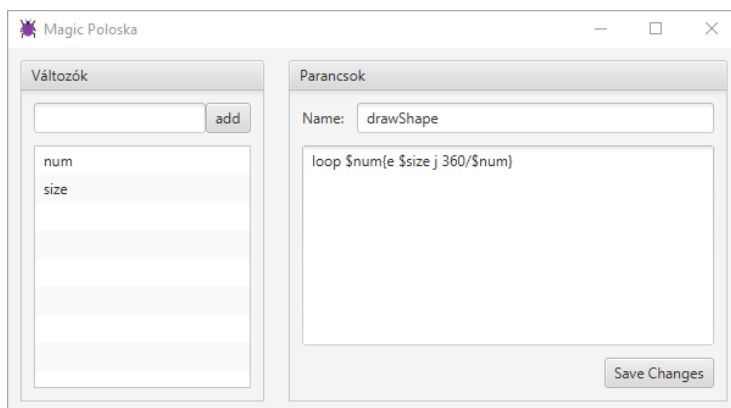 Magic Poloska
Változók
add
num
size
Parancsok
Name: drawShape
loop $num{e $size j 360/$num}
Save Changes